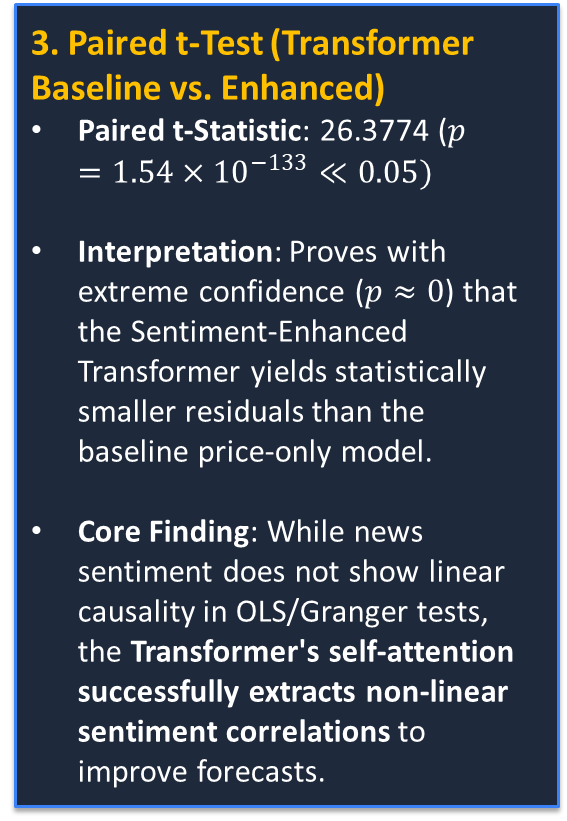 3. Paired t-Test (Transformer
Baseline vs. Enhanced)
• Paired t-Statistic: 26.3774 (p
= 1.54 × 10⁻¹³³ ≪ 0.05)
• Interpretation: Proves with
extreme confidence (p ≈ 0) that
the Sentiment-Enhanced
Transformer yields statistically
smaller residuals than the
baseline price-only model.
• Core Finding: While news
sentiment does not show linear
causality in OLS/Granger tests,
the Transformer's self-attention
successfully extracts non-linear
sentiment correlations to
improve forecasts.